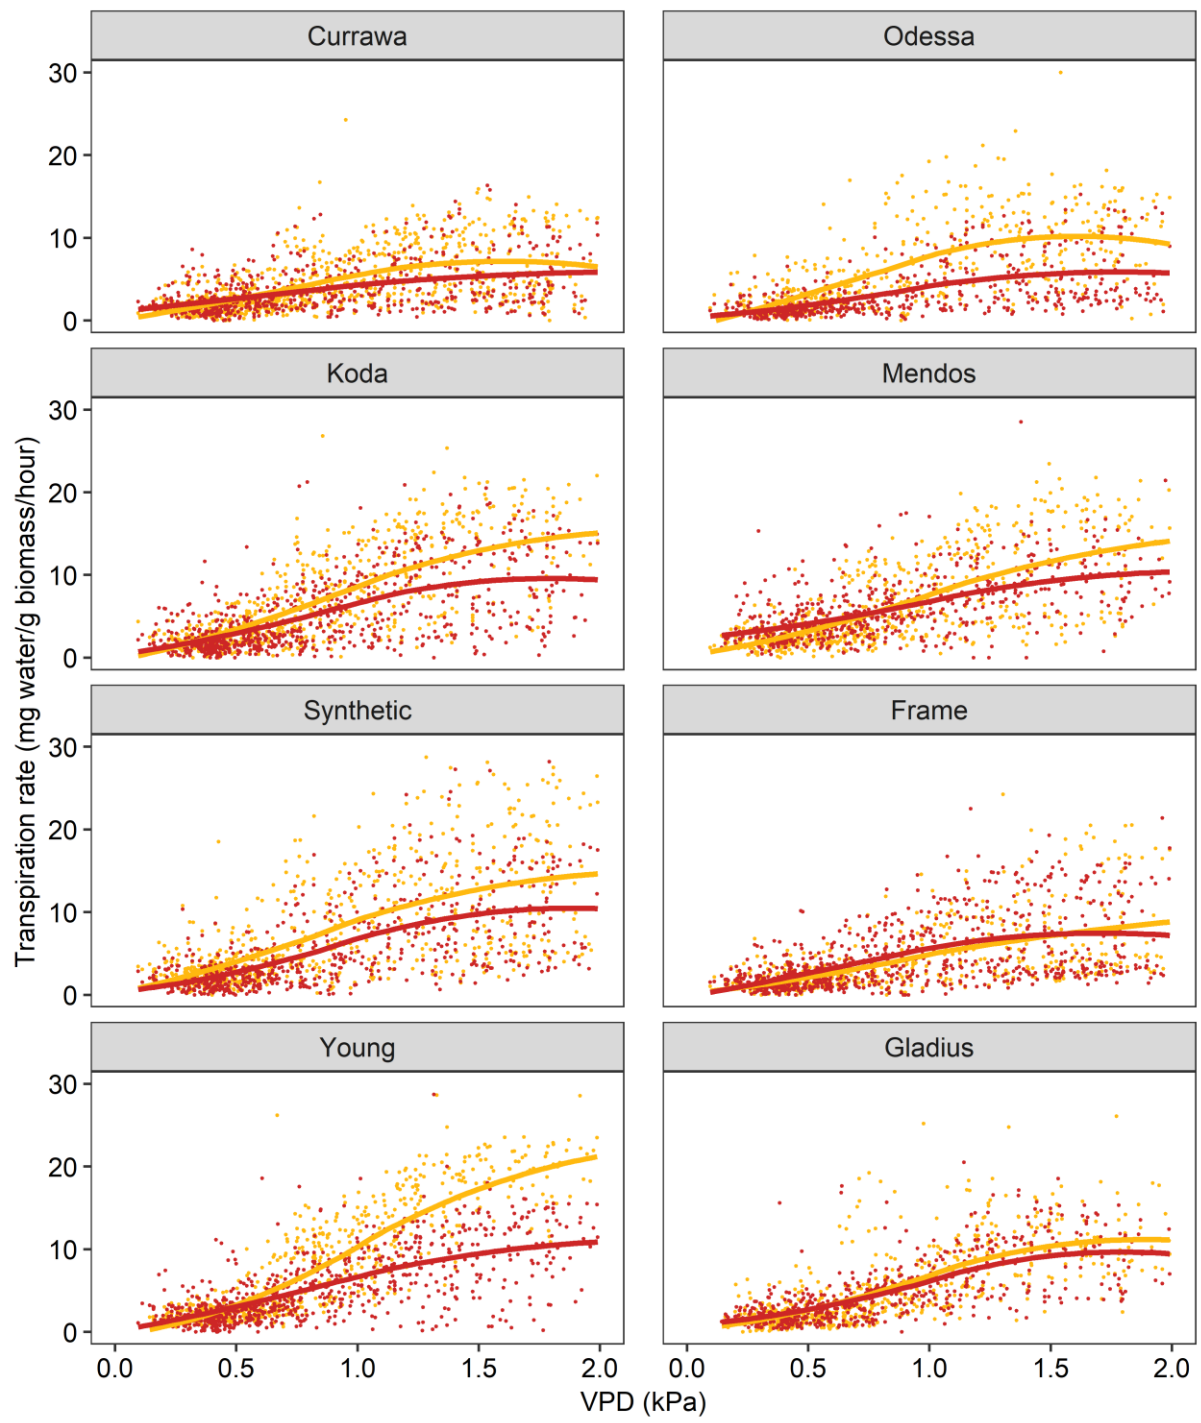 Currawa
Odessa
30
20
10
0
Koda
Mendos
30
20
10
0
Synthetic
Frame
30
20
10
0
Young
Gladius
30
20
10
0
0.0 0.5 1.0 1.5 2.0
0.0 0.5 1.0 1.5 2.0
VPD (kPa)
Transpiration rate (mg water/g biomass/hour)